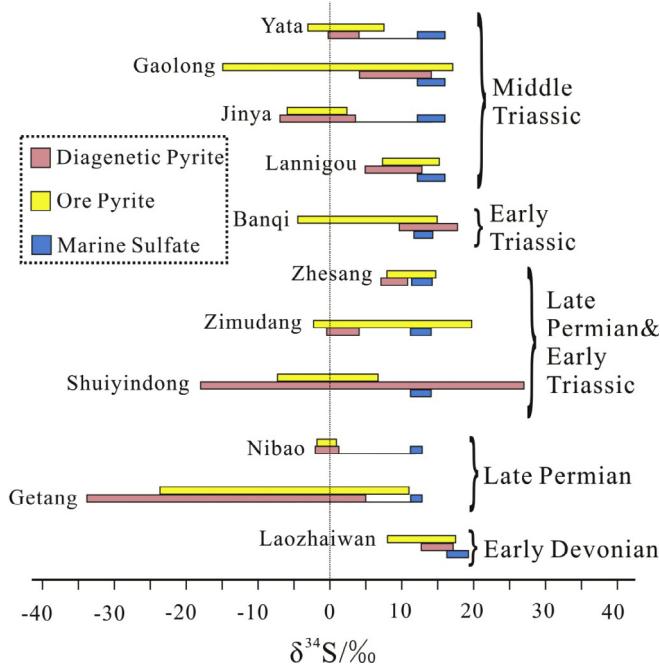 Yata
Gaolong
Jinya
Lannigou
Middle
Triassic
Diagenetic Pyrite
Ore Pyrite
Marine Sulfate
Banqi
Early
Triassic
Zhesang
Zimudang
Shuiyindong
Late
Permian&
Early
Triassic
Nibao
Getang
Late Permian
Laozhaiwan
Early Devonian
-40 -30 -20 -10 0 10 20 30 40
δ³⁴S/‰